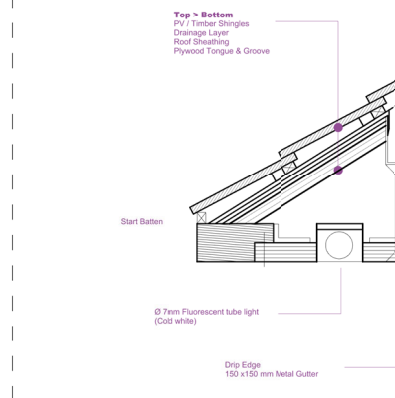 Top > Bottom
PV / Timber Shingles
Drainage Layer
Roof Sheathing
Plywood Tongue & Groove
Start Batten
Ø 7mm Fluorescent tube light
(Cold white)
Drip Edge
150 x150 mm Metal Gutter